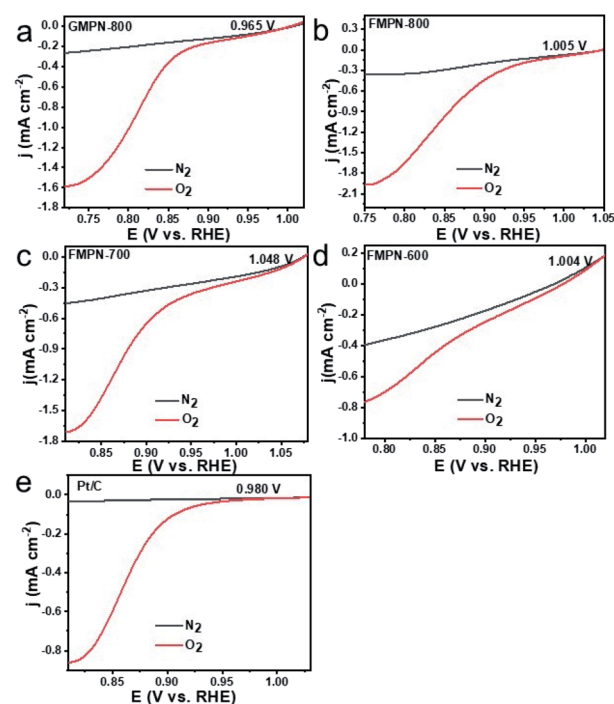 a
GMPN-800
0.965 V
0.0
-0.2
-0.4
-0.6
-0.8
-1.0
-1.2
-1.4
-1.6
j (mA cm-2)
N2
O2
0.75 0.80 0.85 0.90 0.95 1.00
E (V vs. RHE)
b
FMPN-800
1.005 V
0.0
-0.3
-0.6
-0.9
-1.2
-1.5
-1.8
-2.1
j (mA cm-2)
N2
O2
0.75 0.80 0.85 0.90 0.95 1.00 1.05
E (V vs. RHE)
c
FMPN-700
1.048 V
0.0
-0.3
-0.6
-0.9
-1.2
-1.5
-1.8
j(mA cm-2)
N2
O2
0.85 0.90 0.95 1.00 1.05
E (V vs. RHE)
d
FMPN-600
1.004 V
0.2
0.0
-0.2
-0.4
-0.6
-0.8
-1.0
j(mA cm-2)
N2
O2
0.80 0.85 0.90 0.95 1.00
E (V vs. RHE)
e
Pt/C
0.980 V
0.0
-0.2
-0.4
-0.6
-0.8
j (mA cm-2)
N2
O2
0.85 0.90 0.95 1.00
E (V vs. RHE)